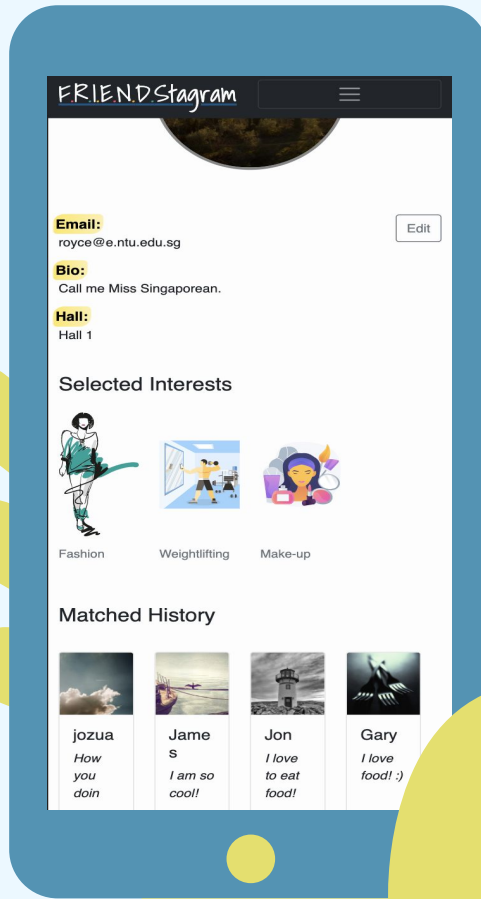 F.R.I.E.N.D.Stagram
Email:
Edit
royce@e.ntu.edu.sg
Bio:
Call me Miss Singaporean.
Hall:
Hall 1
Selected Interests
Fashion Weightlifting Make-up
Matched History
jozua
How
you
doin
Jame
s
I am so
cool!
Jon
I love
to eat
food!
Gary
I love
food! :)